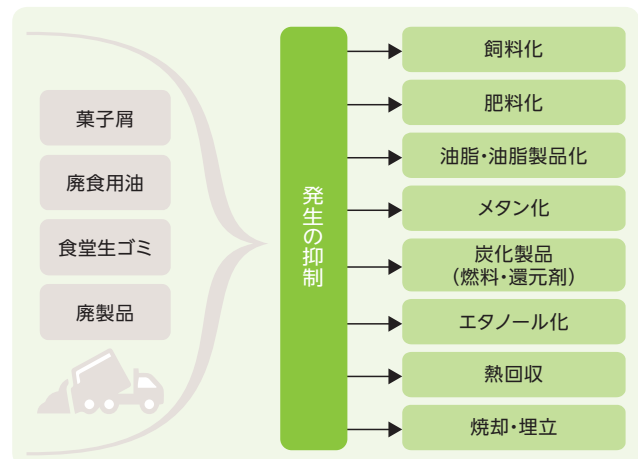 菓子屑
廃食用油
食堂生ゴミ
廃製品
発生の抑制
飼料化
肥料化
油脂・油脂製品化
メタン化
炭化製品
（燃料・還元剤）
エタノール化
熱回収
焼却・埋立